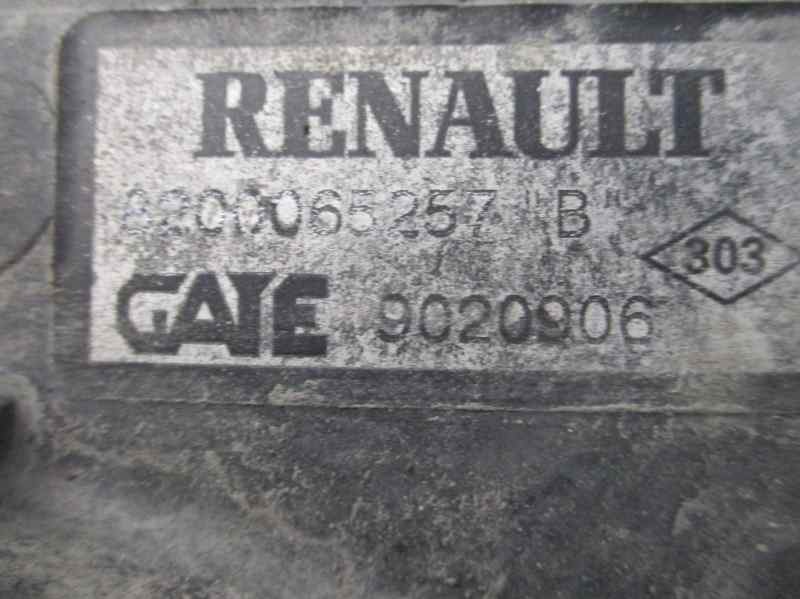 RENAULT
8200065257 "B"
303
GATE 9020906